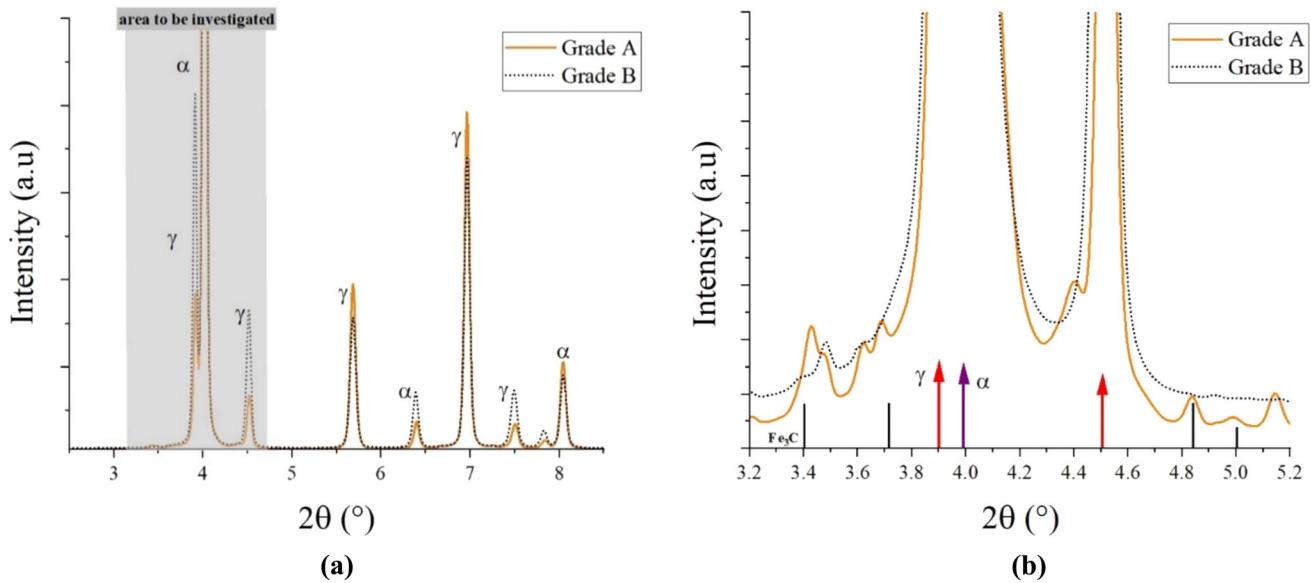 area to be investigated
Grade A
Grade B
α
γ
γ
γ
α
γ
γ
α
Intensity (a.u)
3 4 5 6 7 8
2θ (°)
(a)
Grade A
Grade B
γ
α
Fe₃C
Intensity (a.u)
3.2 3.4 3.6 3.8 4.0 4.2 4.4 4.6 4.8 5.0 5.2
2θ (°)
(b)